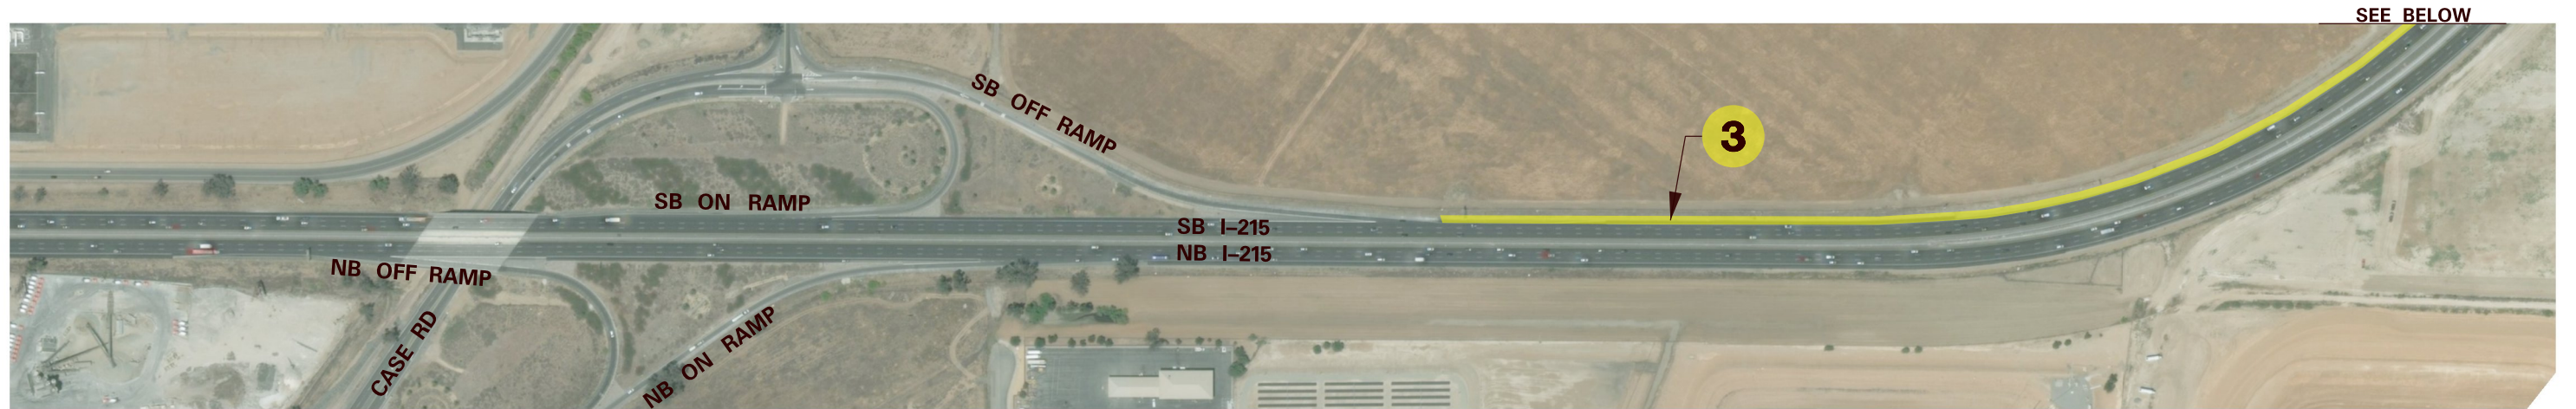 SEE BELOW
SB OFF RAMP
3
SB ON RAMP
SB I-215
NB I-215
NB OFF RAMP
CASE RD
NB ON RAMP